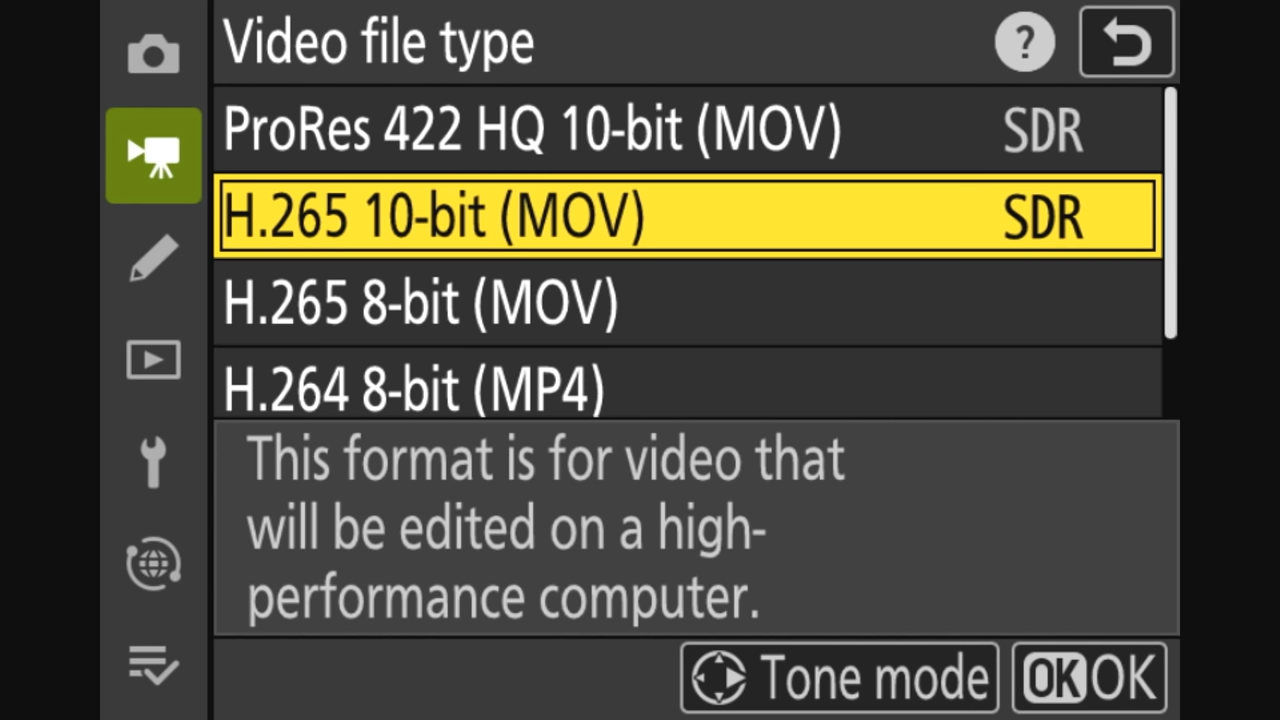 Video file type ?
ProRes 422 HQ 10-bit (MOV) SDR
H.265 10-bit (MOV) SDR
H.265 8-bit (MOV)
H.264 8-bit (MP4)
This format is for video that
will be edited on a high-
performance computer.
Tone mode OK OK